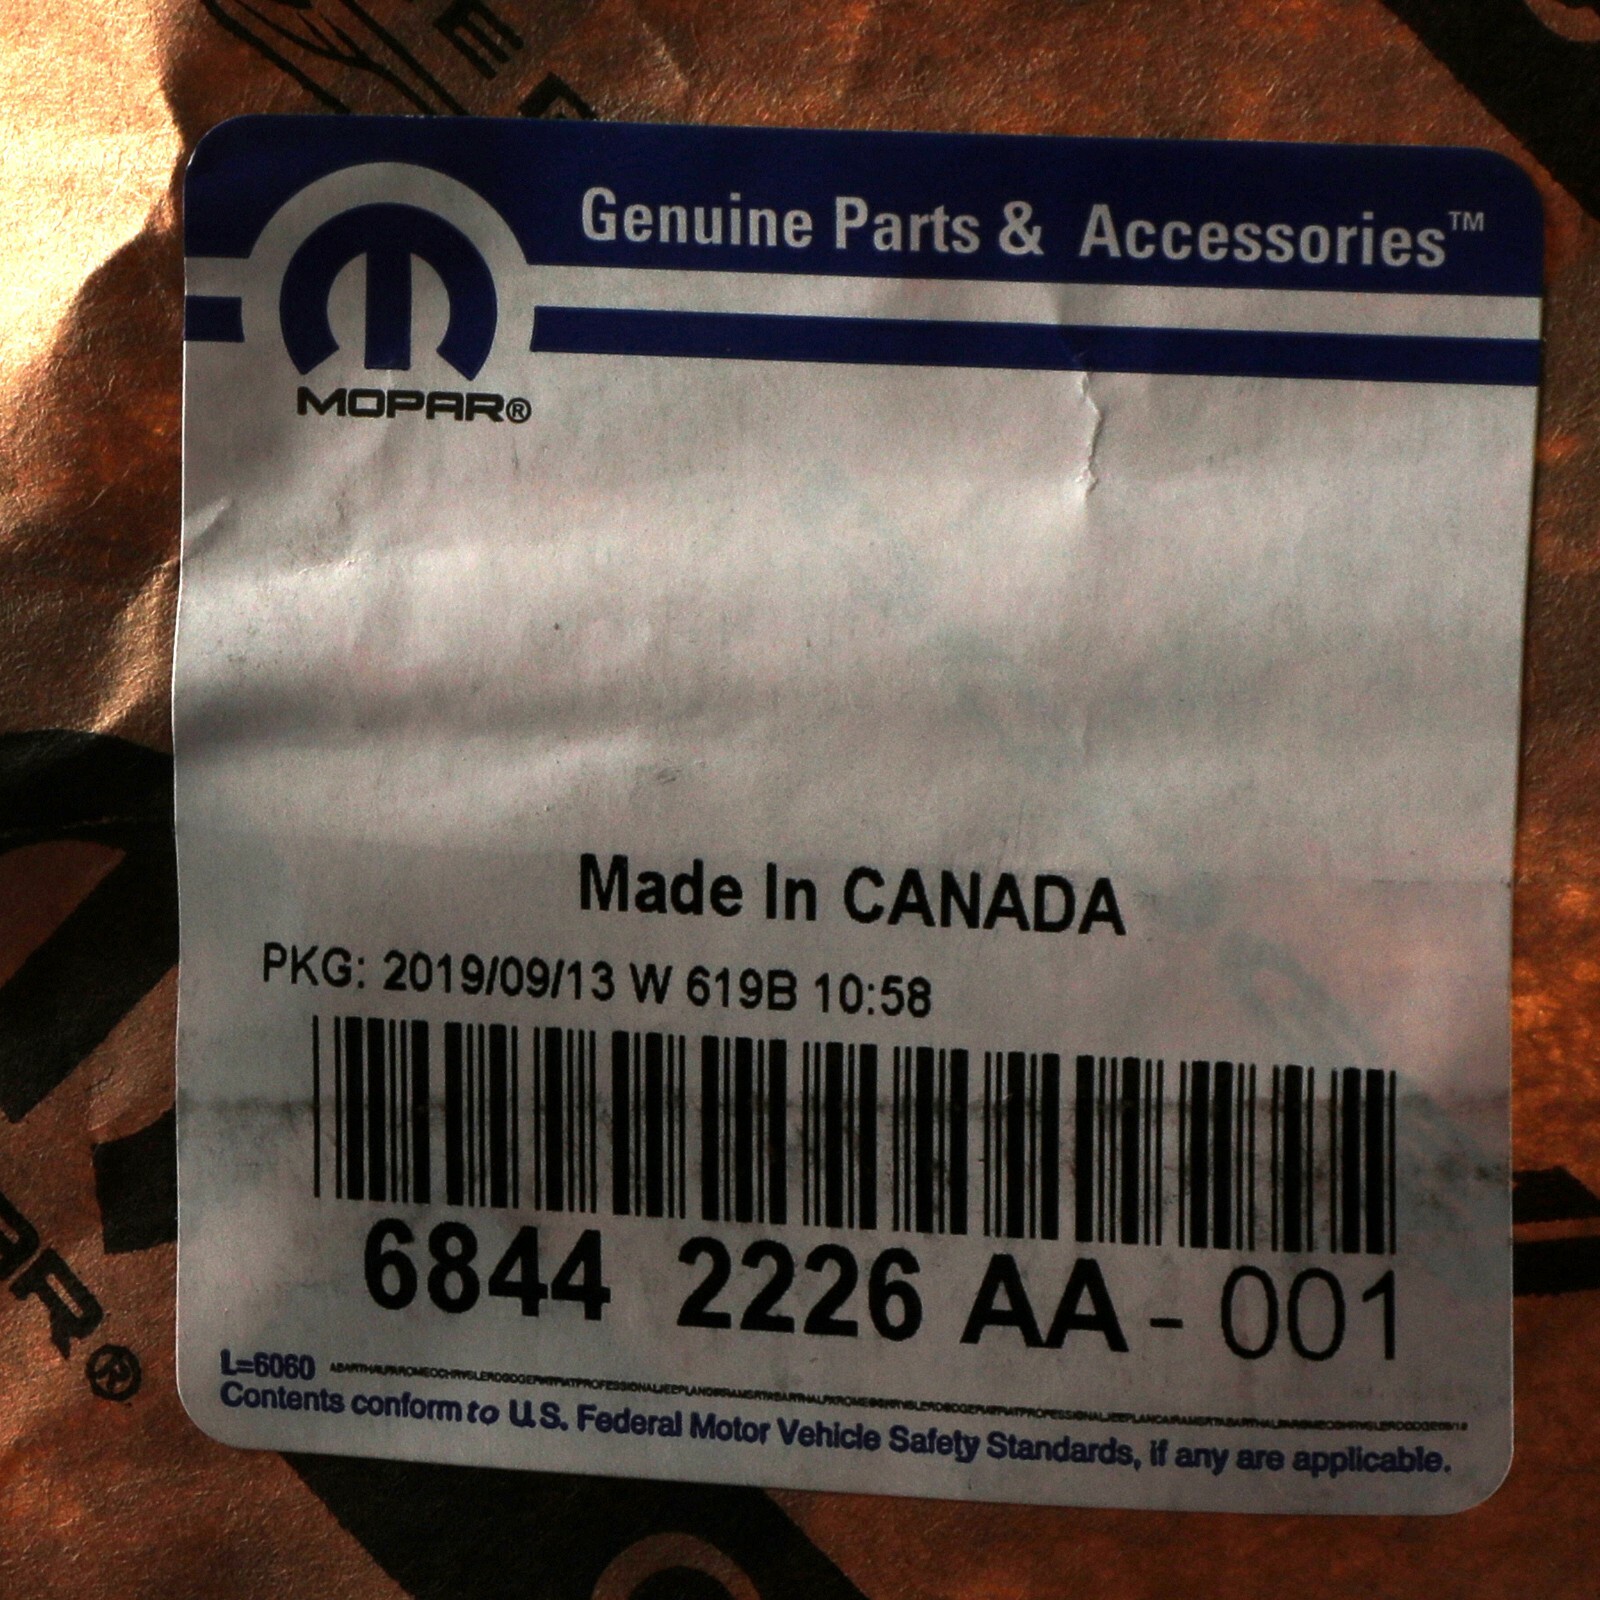 Genuine Parts & Accessories™
MOPAR®
Made In CANADA
PKG: 2019/09/13 W 619B 10:58
6844 2226 AA - 001
L=6060
Contents conform to U.S. Federal Motor Vehicle Safety Standards, if any are applicable.
AR®